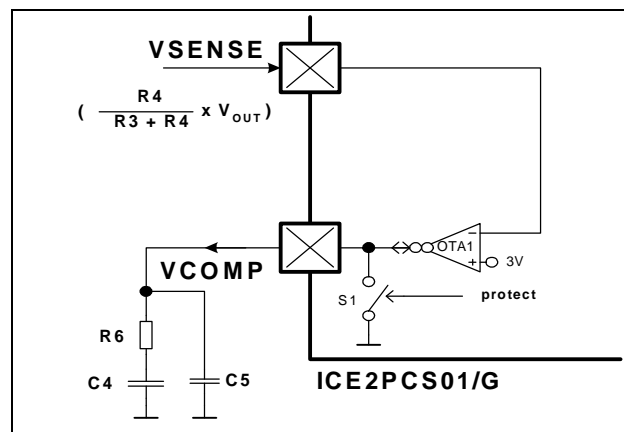 VSENSE
( R4 / R3 + R4 x VOUT )
OTA1
−
+
3V
VCOMP
S1
protect
R6
C4
C5
ICE2PCS01/G